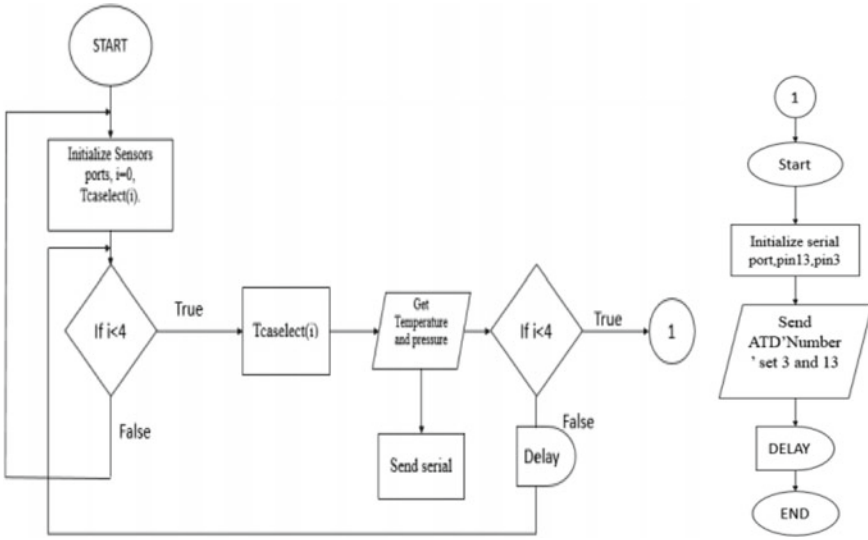 START
Initialize Sensors
ports, i=0,
Tcaselect(i).
If i<4
True
False
Tcaselect(i)
Get
Temperature
and pressure
Send serial
If i<4
True
False
Delay
1
1
Start
Initialize serial
port,pin13,pin3
Send
ATD’Number
’ set 3 and 13
DELAY
END